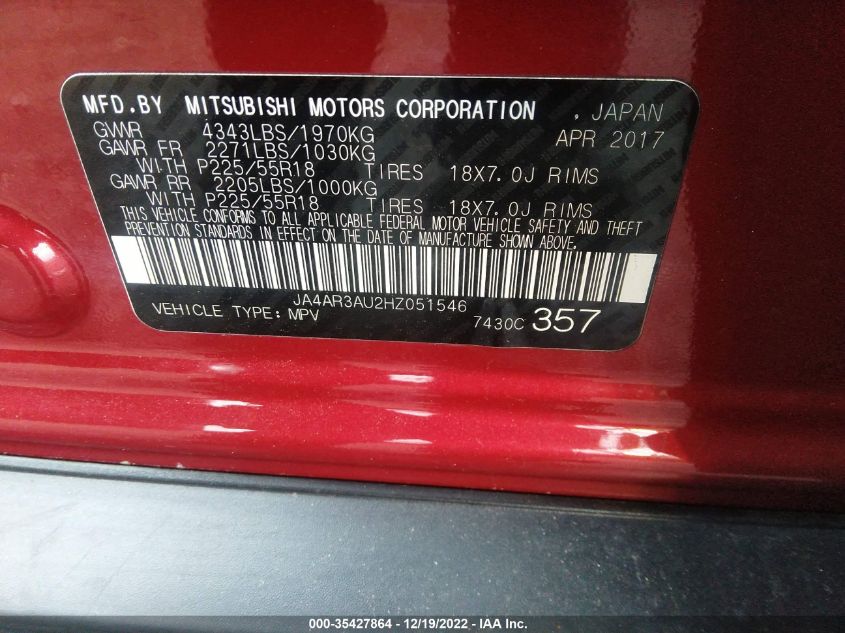 MFD.BY MITSUBISHI MOTORS CORPORATION , JAPAN
GVWR 4343LBS/1970KG APR 2017
GAWR FR 2271LBS/1030KG
WITH P225/55R18 TIRES 18X7.0J RIMS
GAWR RR 2205LBS/1000KG
WITH P225/55R18 TIRES 18X7.0J RIMS
THIS VEHICLE CONFORMS TO ALL APPLICABLE FEDERAL MOTOR VEHICLE SAFETY AND THEFT
PREVENTION STANDARDS IN EFFECT ON THE DATE OF MANUFACTURE SHOWN ABOVE.
JA4AR3AU2HZ051546
VEHICLE TYPE: MPV 7430C 357
000-35427864 - 12/19/2022 - IAA Inc.